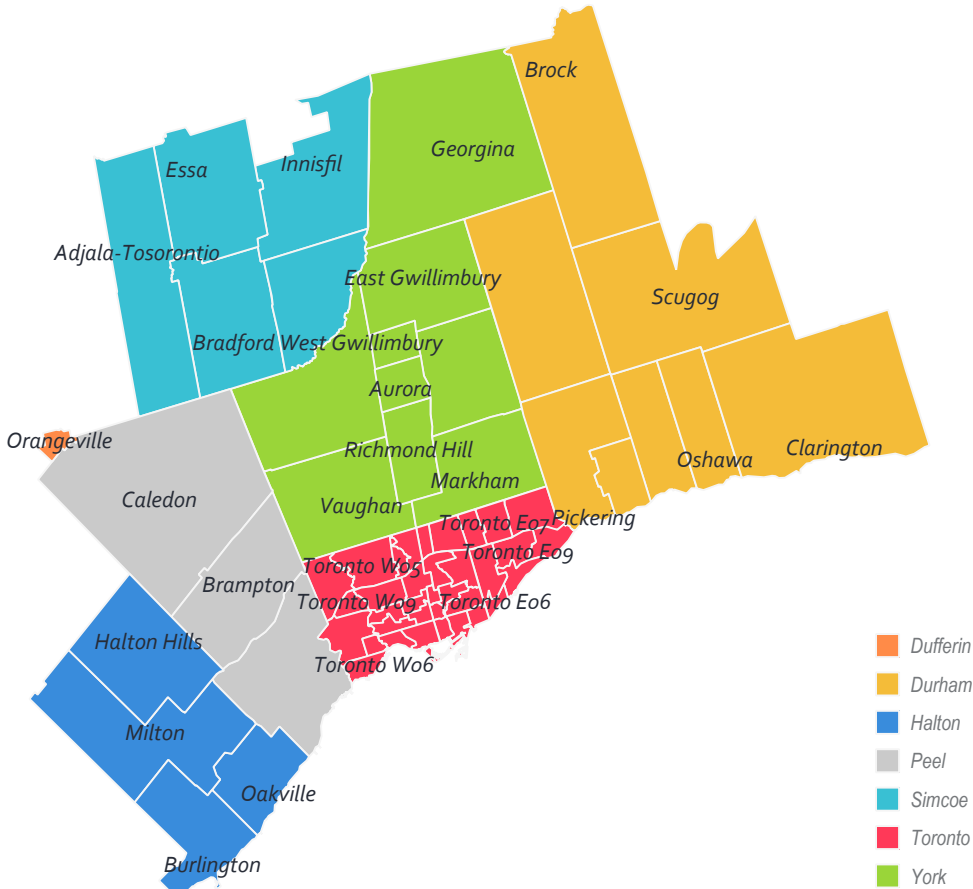 Brock
Georgina
Innisfil
Essa
Adjala-Tosorontio
East Gwillimbury
Scugog
Bradford West Gwillimbury
Aurora
Orangeville
Richmond Hill
Clarington
Oshawa
Markham
Caledon
Vaughan
Pickering
Toronto E07
Toronto E09
Toronto W05
Brampton
Toronto W09
Toronto E06
Halton Hills
Toronto W06
Milton
Oakville
Burlington
Dufferin
Durham
Halton
Peel
Simcoe
Toronto
York